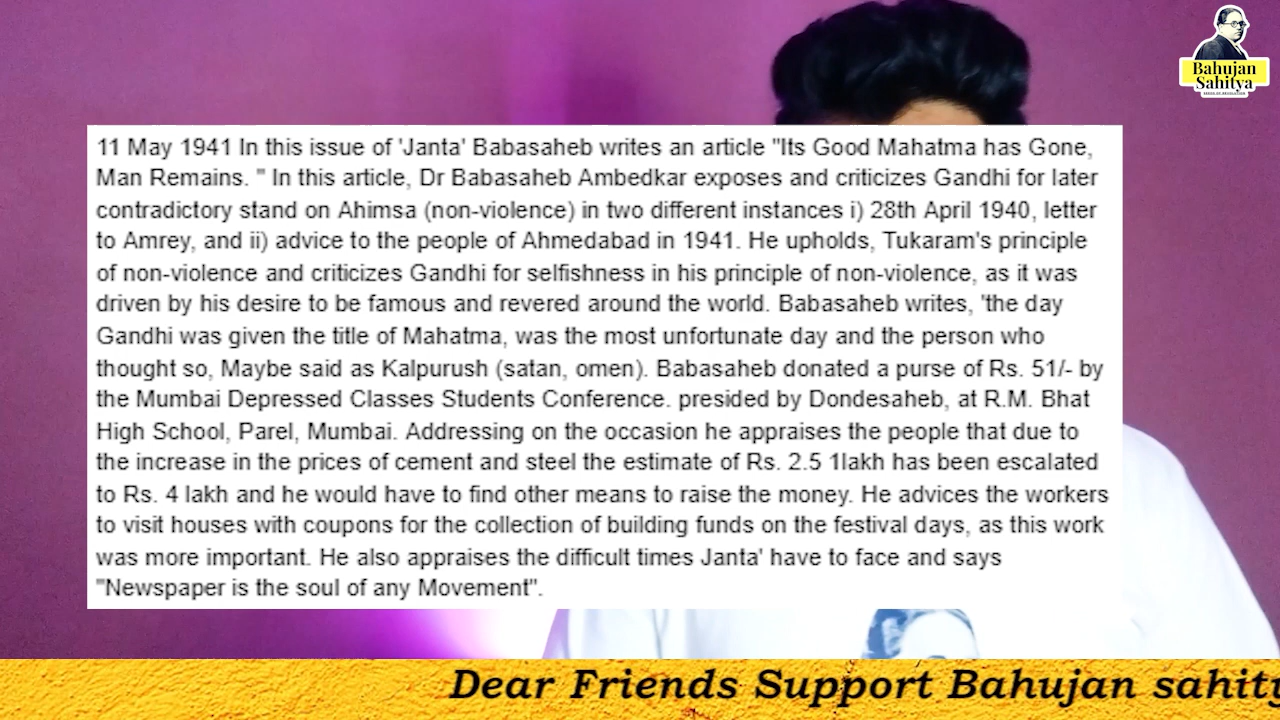 Bahujan
Sahitya
11 May 1941 In this issue of 'Janta' Babasaheb writes an article "Its Good Mahatma has Gone,
Man Remains. " In this article, Dr Babasaheb Ambedkar exposes and criticizes Gandhi for later
contradictory stand on Ahimsa (non-violence) in two different instances i) 28th April 1940, letter
to Amrey, and ii) advice to the people of Ahmedabad in 1941. He upholds, Tukaram's principle
of non-violence and criticizes Gandhi for selfishness in his principle of non-violence, as it was
driven by his desire to be famous and revered around the world. Babasaheb writes, 'the day
Gandhi was given the title of Mahatma, was the most unfortunate day and the person who
thought so, Maybe said as Kalpurush (satan, omen). Babasaheb donated a purse of Rs. 51/- by
the Mumbai Depressed Classes Students Conference. presided by Dondesaheb, at R.M. Bhat
High School, Parel, Mumbai. Addressing on the occasion he appraises the people that due to
the increase in the prices of cement and steel the estimate of Rs. 2.5 1lakh has been escalated
to Rs. 4 lakh and he would have to find other means to raise the money. He advices the workers
to visit houses with coupons for the collection of building funds on the festival days, as this work
was more important. He also appraises the difficult times Janta' have to face and says
"Newspaper is the soul of any Movement".
Dear Friends Support Bahujan sahity